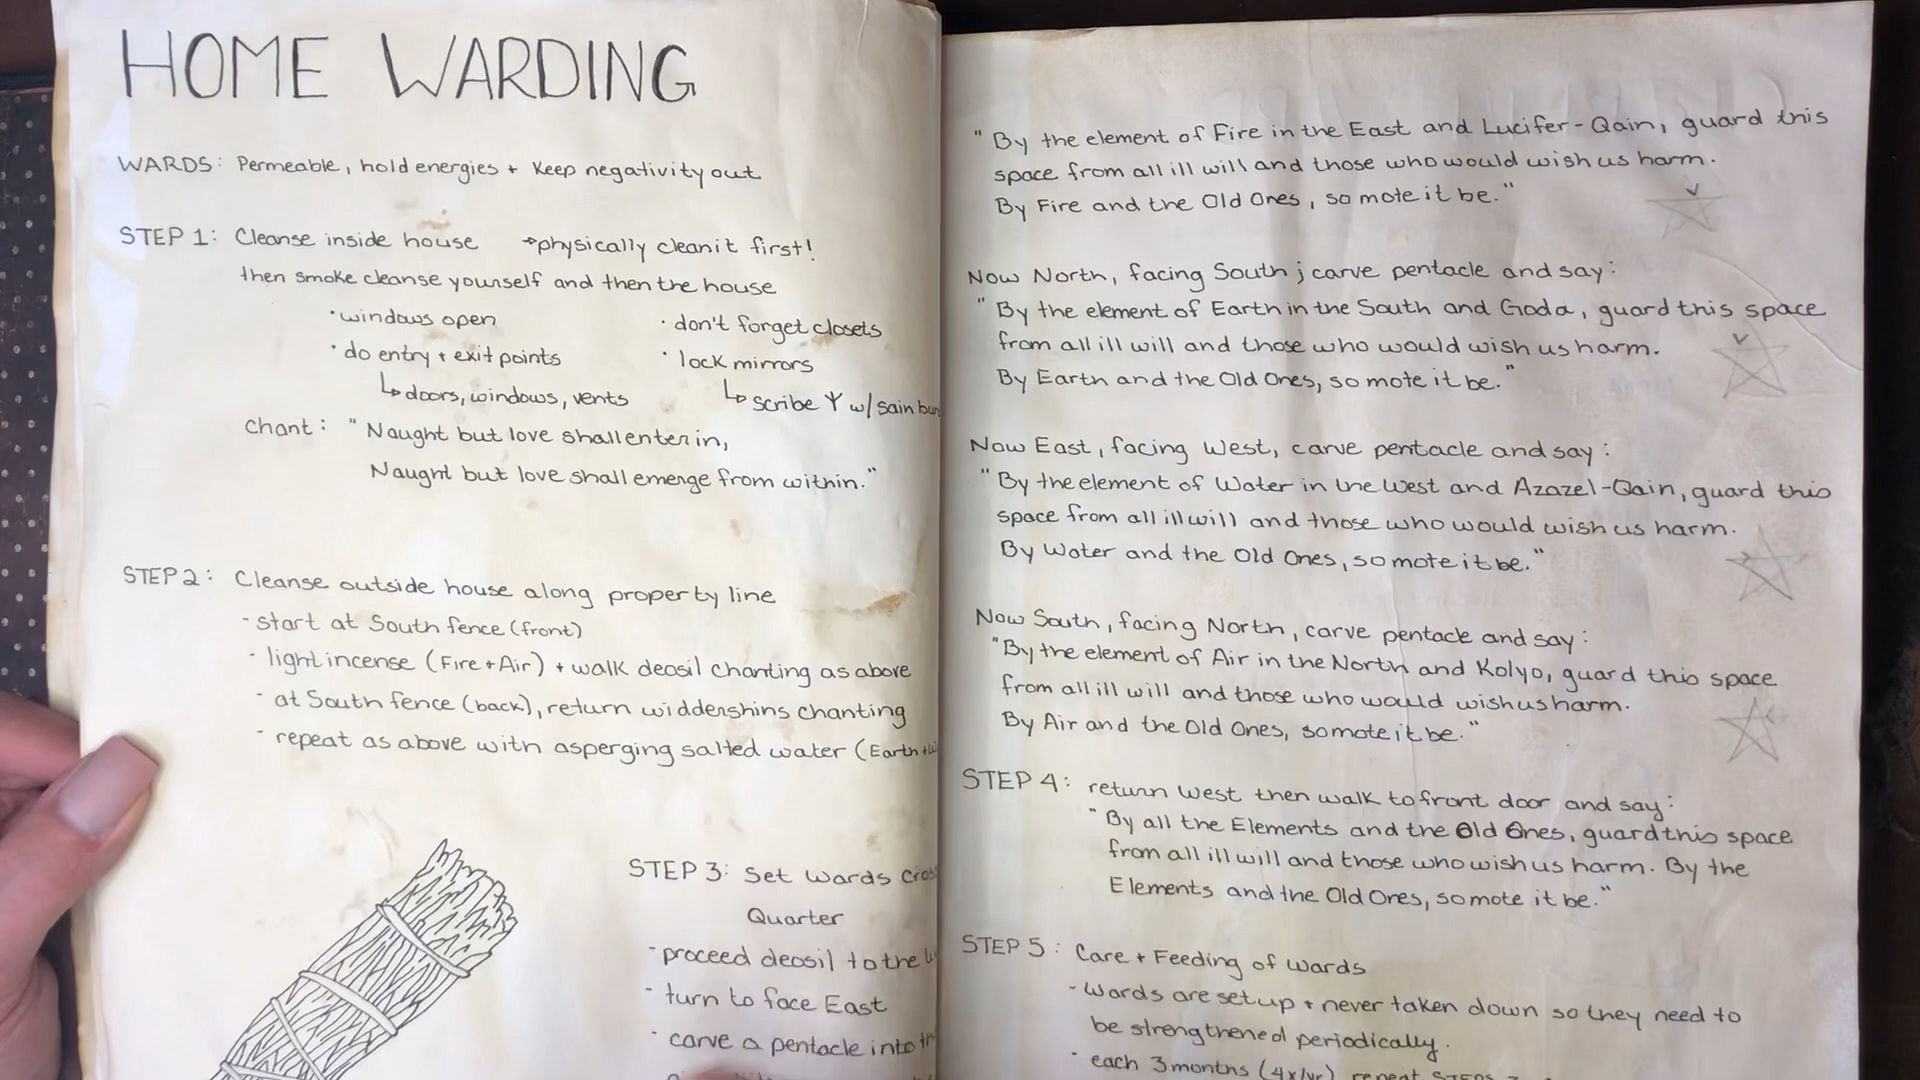 HOME WARDING
WARDS: Permeable, hold energies + Keep negativity out
STEP 1: Cleanse inside house → physically clean it first!
then smoke cleanse yourself and then the house
· windows open
· do entry + exit points
↳ doors, windows, vents
· don't forget closets
· lock mirrors
↳ scribe Y w/ sain
Chant: "Naught but love shall enter in,
Naught but love shall emerge from within."
STEP 2: Cleanse outside house along property line
- start at South fence (front)
- light incense (Fire + Air) + walk deosil chanting as above
- at South fence (back), return widdershins chanting
- repeat as above with asperging salted water (Earth +
STEP 3: Set Wards
Quarter
- proceed deosil to the
- turn to face East
- carve a pentacle into
"By the element of Fire in the East and Lucifer-Qain, guard this
space from all ill will and those who would wish us harm.
By Fire and the Old Ones, so mote it be."
Now North, facing South; carve pentacle and say:
"By the element of Earth in the South and Goda, guard this space
from all ill will and those who would wish us harm.
By Earth and the Old Ones, so mote it be."
Now East, facing West, carve pentacle and say:
"By the element of Water in the West and Azazel-Qain, guard this
space from all ill will and those who would wish us harm.
By Water and the Old Ones, so mote it be."
Now South, facing North, carve pentacle and say:
"By the element of Air in the North and Kolyo, guard this space
from all ill will and those who would wish us harm.
By Air and the Old Ones, so mote it be."
STEP 4: return West then walk to front door and say:
"By all the Elements and the Old Ones, guard this space
from all ill will and those who wish us harm. By the
Elements and the Old Ones, so mote it be."
STEP 5: Care + Feeding of Wards
- Wards are set up + never taken down so they need to
be strengthened periodically.
- each 3 months (4x/yr) repeat STEPS